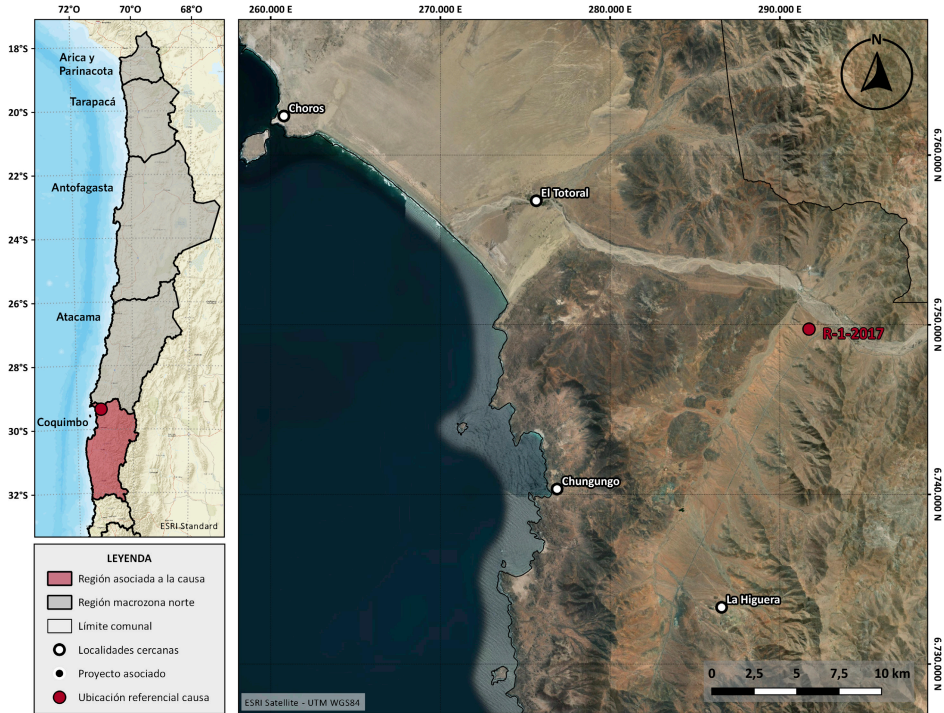 18°S
20°S
22°S
24°S
26°S
28°S
30°S
32°S
Arica y
Parinacota
Tarapacá
Antofagasta
Atacama
Coquimbo
ESRI Standard
72°O
70°O
68°O
LEYENDA
Región asociada a la causa
Región macrozona norte
Límite comunal
Localidades cercanas
Proyecto asociado
Ubicación referencial causa
260.000 E
270.000 E
280.000 E
290.000 E
N
Choros
El Totoral
R-1-2017
Chungungo
La Higuera
6.760.000 N
6.750.000 N
6.740.000 N
6.730.000 N
0 2,5 5 7,5 10 km
ESRI Satellite - UTM WGS84